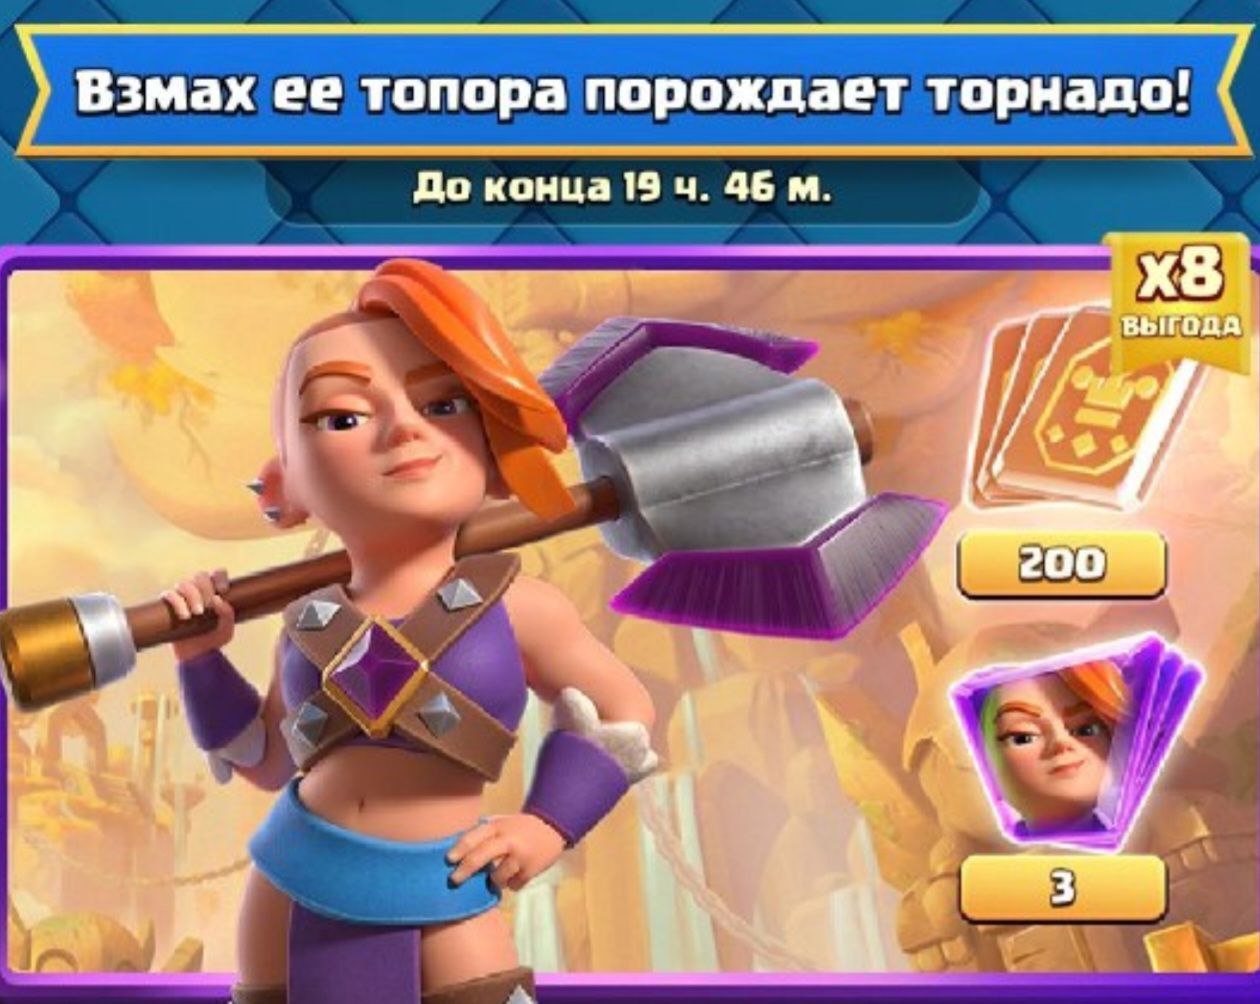 Взмах ее топора порождает торнадо!
До конца 19 ч. 46 м.
x8
ВЫГОДА
200
3